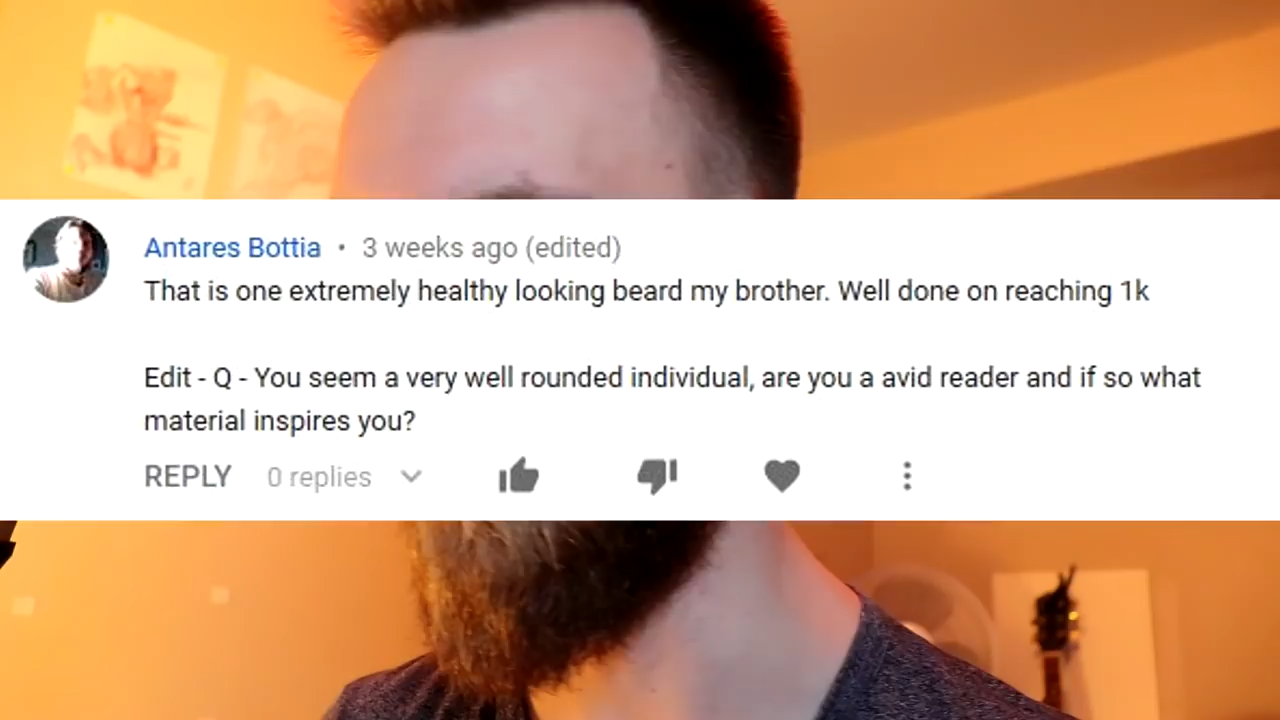 Antares Bottia • 3 weeks ago (edited)
That is one extremely healthy looking beard my brother. Well done on reaching 1k
Edit - Q - You seem a very well rounded individual, are you a avid reader and if so what
material inspires you?
REPLY 0 replies